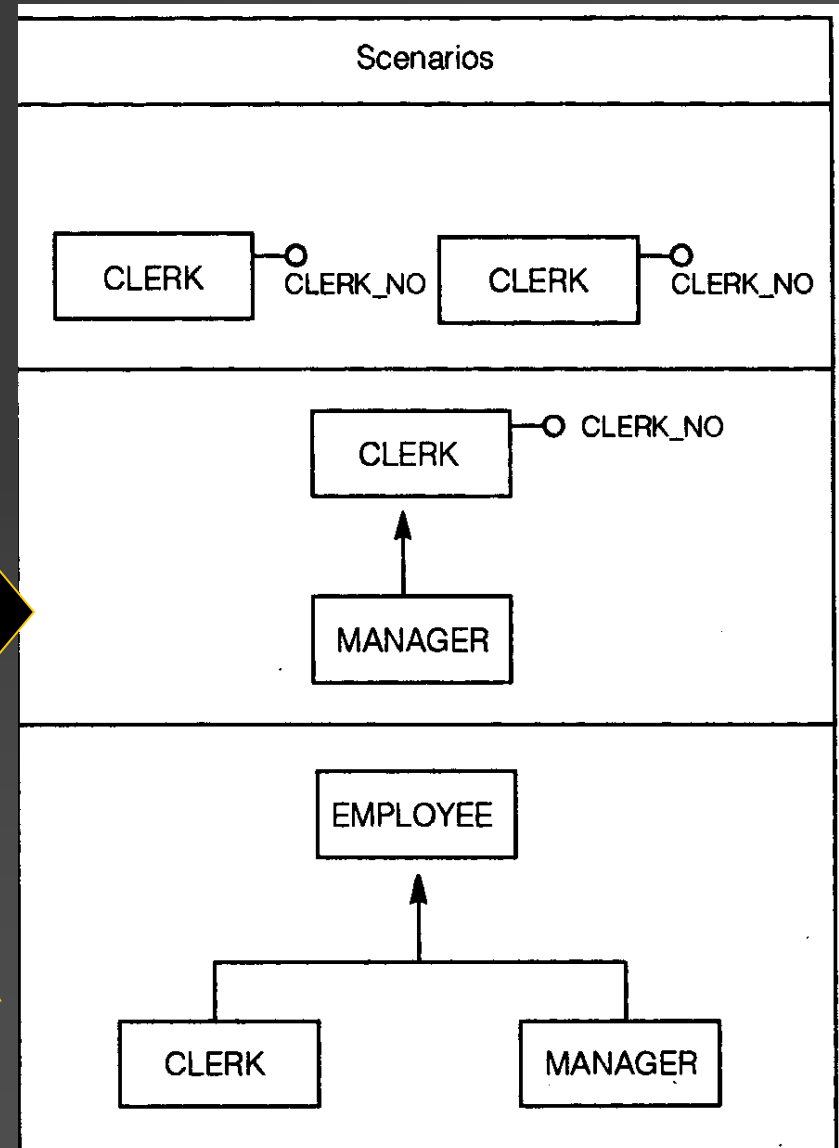 Scenarios
CLERK CLERK_NO CLERK CLERK_NO
CLERK CLERK_NO
MANAGER
EMPLOYEE
CLERK MANAGER